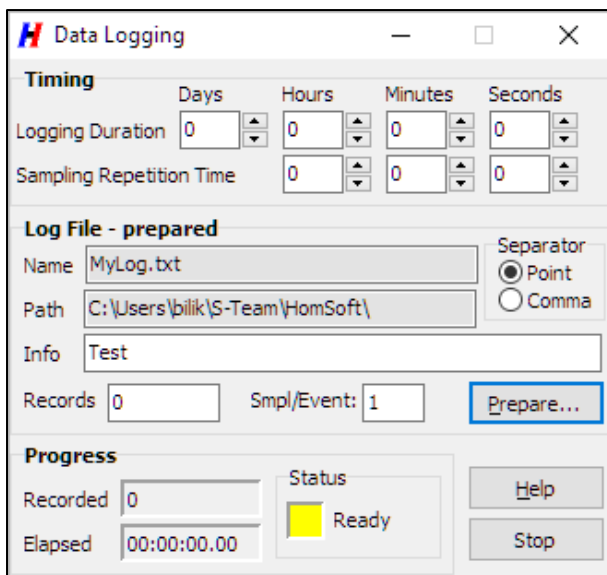 H Data Logging
Timing
Days Hours Minutes Seconds
Logging Duration 0 0 0 0
Sampling Repetition Time 0 0 0
Log File - prepared
Separator
Name MyLog.txt
Point
Path C:\Users\bilik\S-Team\HomSoft\
Comma
Info Test
Records 0 Smpl/Event: 1 Prepare...
Progress
Status
Recorded 0
Ready
Elapsed 00:00:00.00
Help
Stop